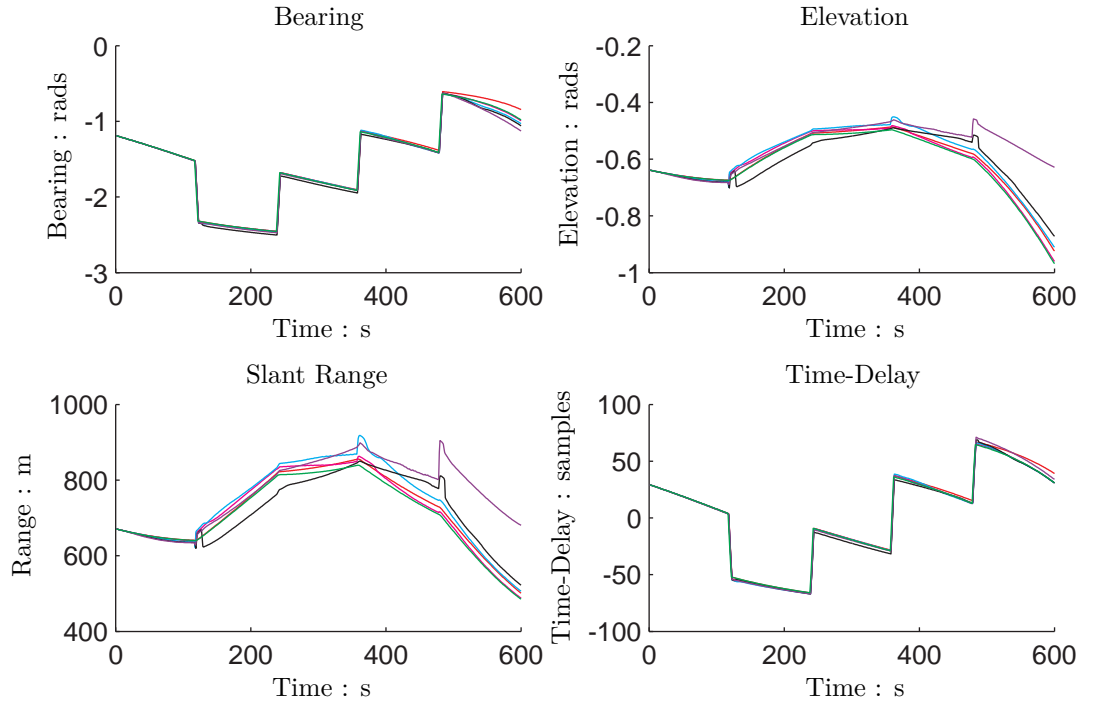 Bearing
0
-1
-2
-3
Bearing : rads
0 200 400 600
Time : s
Elevation
-0.2
-0.4
-0.6
-0.8
-1
Elevation : rads
0 200 400 600
Time : s
Slant Range
1000
800
600
400
Range : m
0 200 400 600
Time : s
Time-Delay
100
50
0
-50
-100
Time-Delay : samples
0 200 400 600
Time : s